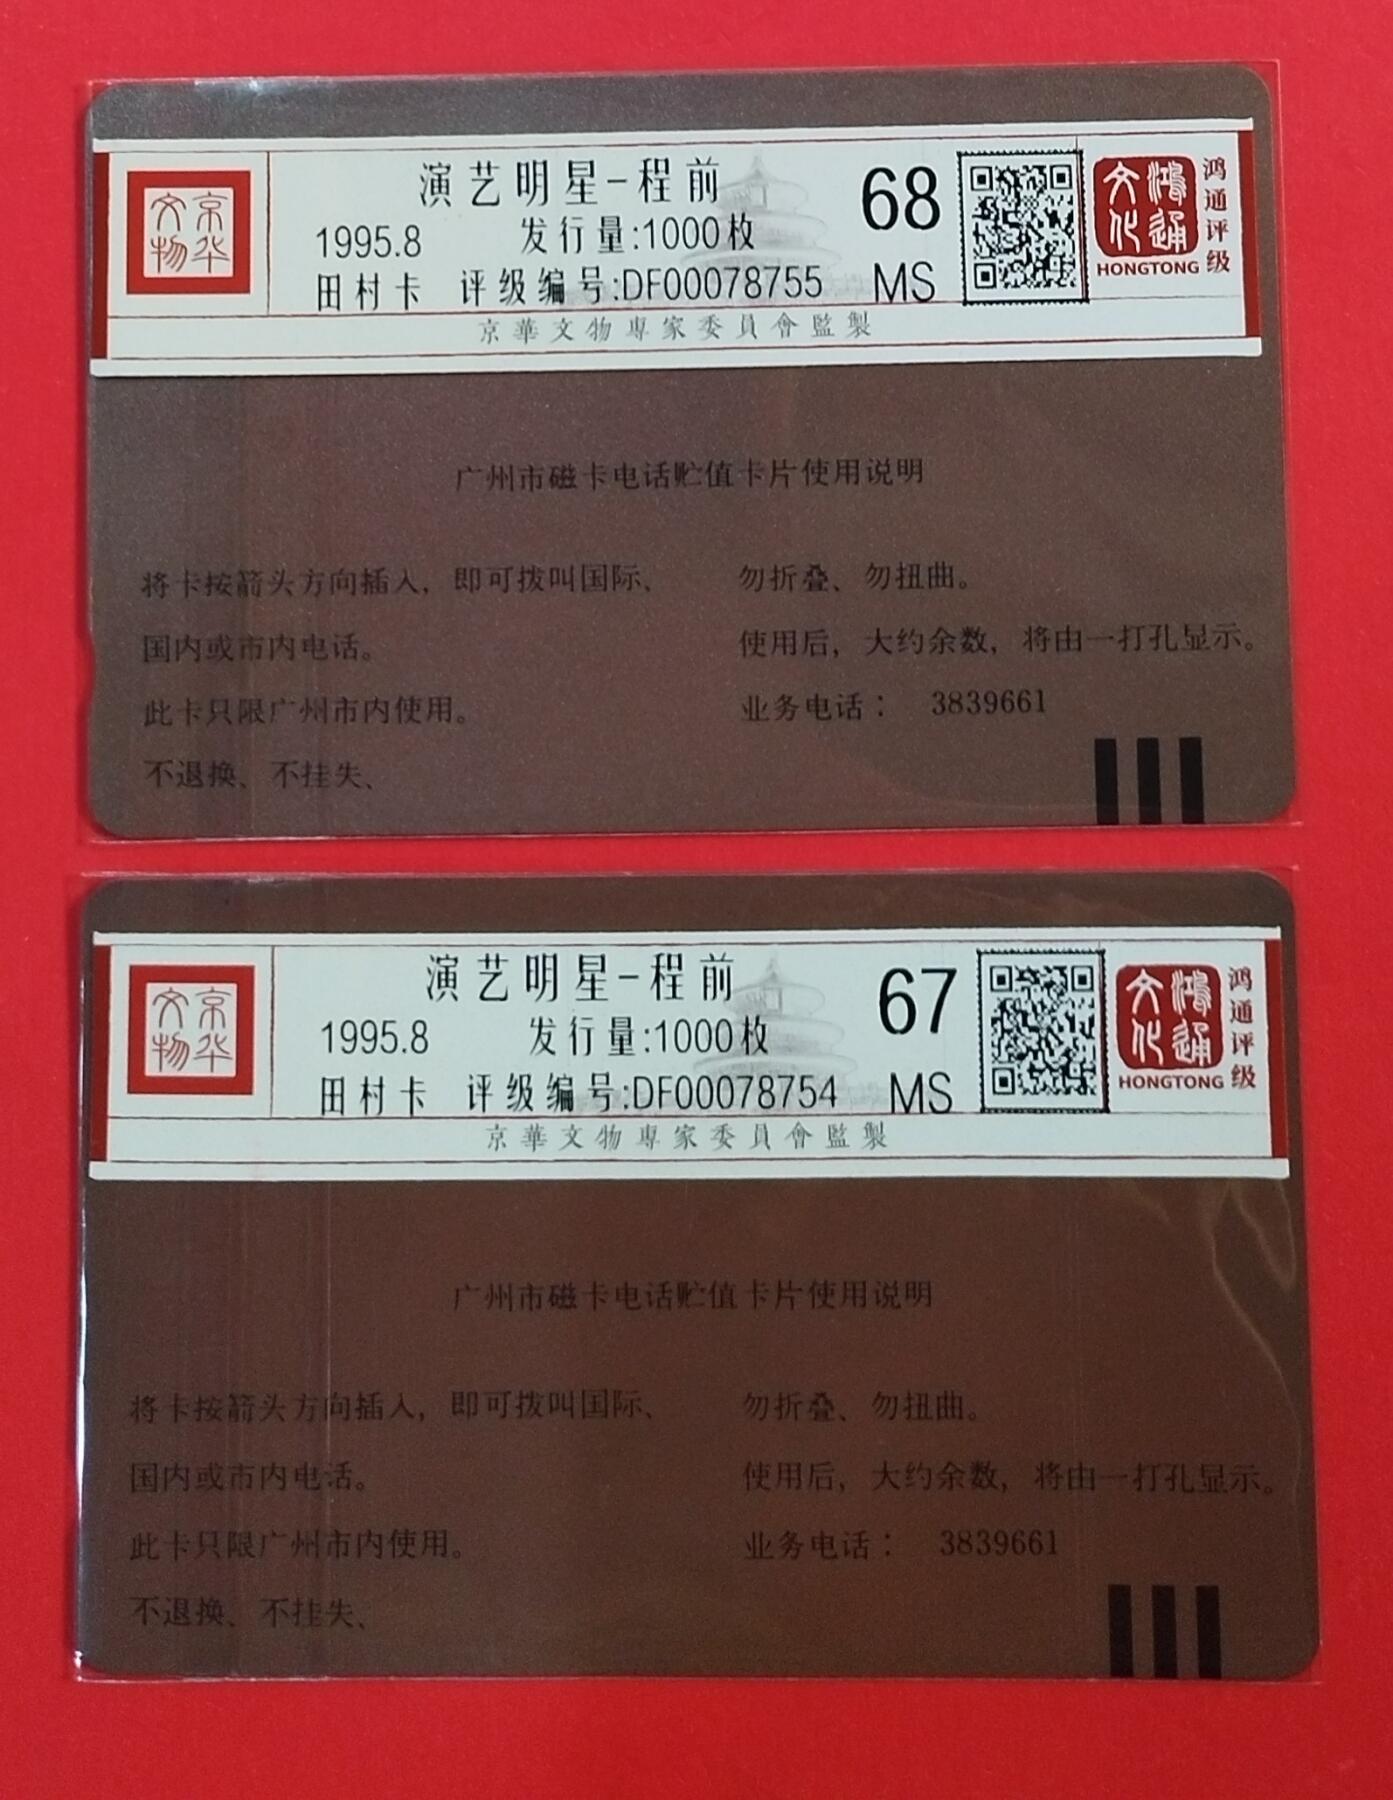 京华
文物
演艺明星-程前
1995.8 发行量:1000枚
田村卡 评级编号:DF00078755
68
MS
鸿通
文化
HONGTONG
鸿通评级
京華文物專家委員會監製
广州市磁卡电话贮值卡片使用说明
将卡按箭头方向插入,即可拨叫国际、
国内或市内电话。
此卡只限广州市内使用。
不退换、不挂失、
勿折叠、勿扭曲。
使用后,大约余数,将由一打孔显示。
业务电话: 3839661
京华
文物
演艺明星-程前
1995.8 发行量:1000枚
田村卡 评级编号:DF00078754
67
MS
鸿通
文化
HONGTONG
鸿通评级
京華文物專家委員會監製
广州市磁卡电话贮值卡片使用说明
将卡按箭头方向插入,即可拨叫国际、
国内或市内电话。
此卡只限广州市内使用。
不退换、不挂失、
勿折叠、勿扭曲。
使用后,大约余数,将由一打孔显示。
业务电话: 3839661